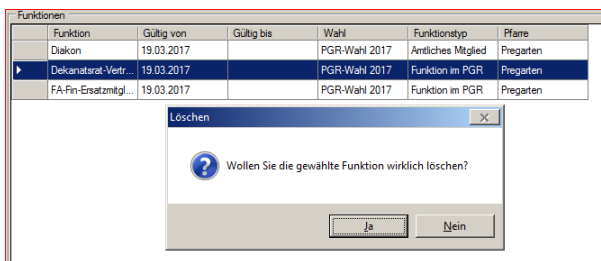 Funktionen
Funktion Gültig von Gültig bis Wahl Funktionstyp Pfarre
Diakon 19.03.2017 PGR-Wahl 2017 Amtliches Mitglied Pregarten
Dekanatsrat-Vertr... 19.03.2017 PGR-Wahl 2017 Funktion im PGR Pregarten
FA-Fin-Ersatzmitgl... 19.03.2017 PGR-Wahl 2017 Funktion im PGR Pregarten
Löschen
Wollen Sie die gewählte Funktion wirklich löschen?
Ja Nein